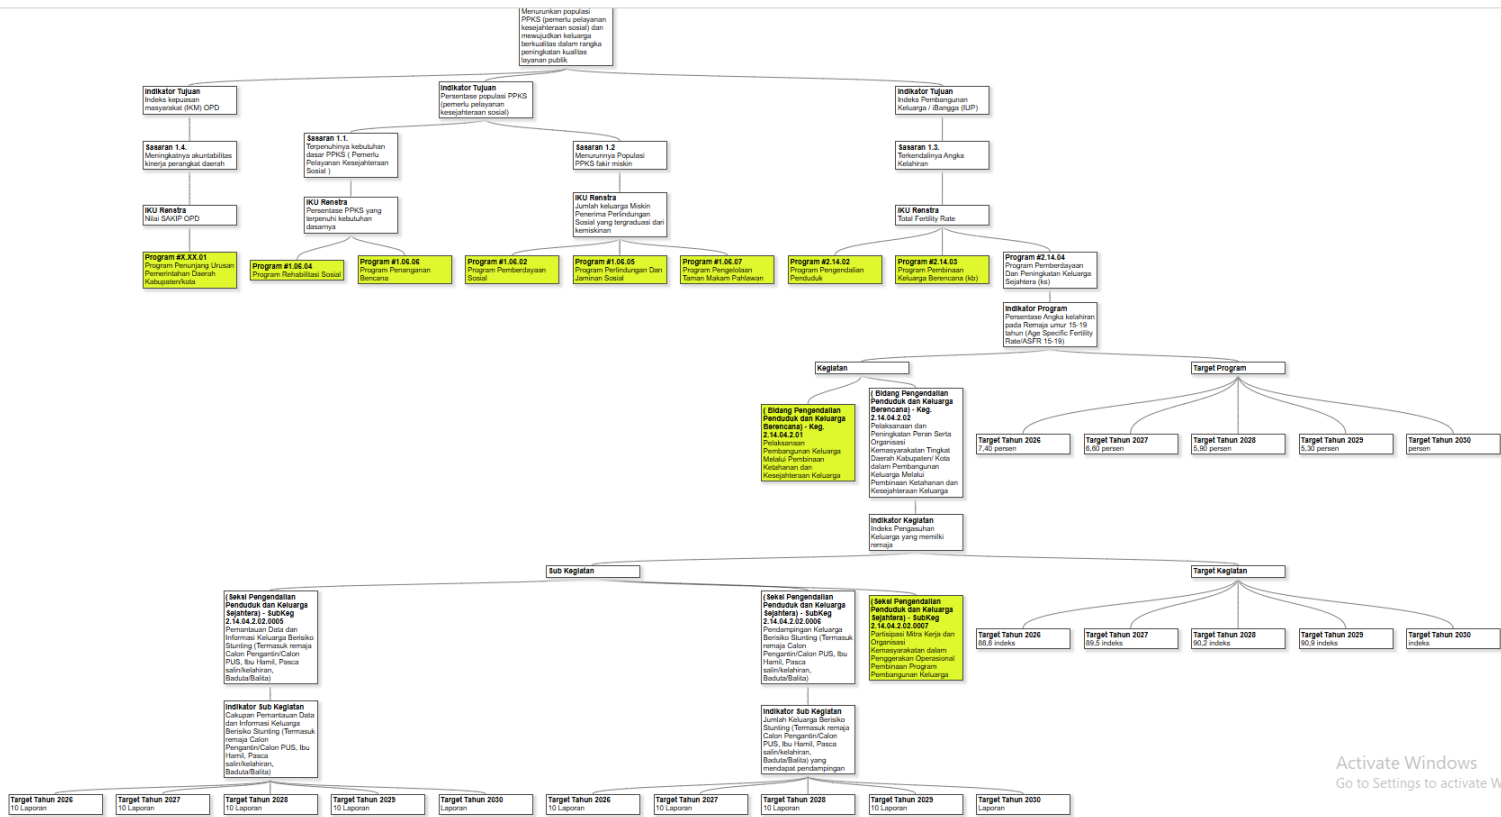 Menurunkan populasi
PPKS (pemerlu pelayanan
kesejahteraan sosial) dan
mewujudkan keluarga
berkualitas dalam rangka
peningkatan kualitas
layanan publik
Indikator Tujuan
Indeks kepuasan
masyarakat (IKM) OPD
Indikator Tujuan
Persentase populasi PPKS
(pemerlu pelayanan
kesejahteraan sosial)
Indikator Tujuan
Indeks Pembangunan
Keluarga / iBangga (IUP)
Sasaran 1.4.
Meningkatnya akuntabilitas
kinerja perangkat daerah
Sasaran 1.1.
Terpenuhinya kebutuhan
dasar PPKS ( Pemerlu
Pelayanan Kesejahteraan
Sosial )
Sasaran 1.2
Menurunnya Populasi
PPKS fakir miskin
Sasaran 1.3.
Terkendalinya Angka
Kelahiran
IKU Renstra
Nilai SAKIP OPD
IKU Renstra
Persentase PPKS yang
terpenuhi kebutuhan
dasarnya
IKU Renstra
Jumlah keluarga Miskin
Penerima Perlindungan
Sosial yang tergraduasi dari
kemiskinan
IKU Renstra
Total Fertility Rate
Program #X.XX.01
Program Penunjang Urusan
Pemerintahan Daerah
Kabupaten/kota
Program #1.06.04
Program Rehabilitasi Sosial
Program #1.06.06
Program Penanganan
Bencana
Program #1.06.02
Program Pemberdayaan
Sosial
Program #1.06.05
Program Perlindungan Dan
Jaminan Sosial
Program #1.06.07
Program Pengelolaan
Taman Makam Pahlawan
Program #2.14.02
Program Pengendalian
Penduduk
Program #2.14.03
Program Pembinaan
Keluarga Berencana (kb)
Program #2.14.04
Program Pemberdayaan
Dan Peningkatan Keluarga
Sejahtera (ks)
Indikator Program
Persentase Angka kelahiran
pada Remaja umur 15-19
tahun (Age Specific Fertility
Rate/ASFR 15-19)
Kegiatan
Target Program
( Bidang Pengendalian
Penduduk dan Keluarga
Berencana) - Keg.
2.14.04.2.01
Pelaksanaan
Pembangunan Keluarga
Melalui Pembinaan
Ketahanan dan
Kesejahteraan Keluarga
( Bidang Pengendalian
Penduduk dan Keluarga
Berencana) - Keg.
2.14.04.2.02
Pelaksanaan dan
Peningkatan Peran Serta
Organisasi
Kemasyarakatan Tingkat
Daerah Kabupaten/ Kota
dalam Pembangunan
Keluarga Melalui
Pembinaan Ketahanan dan
Kesejahteraan Keluarga
Target Tahun 2026
7,40 persen
Target Tahun 2027
6,60 persen
Target Tahun 2028
5,90 persen
Target Tahun 2029
5,30 persen
Target Tahun 2030
persen
Indikator Kegiatan
Indeks Pengasuhan
Keluarga yang memilki
remaja
Sub Kegiatan
Target Kegiatan
(Seksi Pengendalian
Penduduk dan Keluarga
Sejahtera) - SubKeg
2.14.04.2.02.0005
Pemantauan Data dan
Informasi Keluarga Berisiko
Stunting (Termasuk remaja
Calon Pengantin/Calon
PUS, Ibu Hamil, Pasca
salin/kelahiran,
Baduta/Balita)
(Seksi Pengendalian
Penduduk dan Keluarga
Sejahtera) - SubKeg
2.14.04.2.02.0006
Pendampingan Keluarga
Berisiko Stunting (Termasuk
remaja Calon
Pengantin/Calon PUS, Ibu
Hamil, Pasca
salin/kelahiran,
Baduta/Balita)
(Seksi Pengendalian
Penduduk dan Keluarga
Sejahtera) - SubKeg
2.14.04.2.02.0007
Partisipasi Mitra Kerja dan
Organisasi
Kemasyarakatan dalam
Penggerakan Operasional
Pembinaan Program
Pembangunan Keluarga
Target Tahun 2026
88,8 indeks
Target Tahun 2027
89,5 indeks
Target Tahun 2028
90,2 indeks
Target Tahun 2029
90,9 indeks
Target Tahun 2030
indeks
Indikator Sub Kegiatan
Cakupan Pemantauan Data
dan Informasi Keluarga
Berisiko Stunting (Termasuk
remaja Calon
Pengantin/Calon PUS, Ibu
Hamil, Pasca
salin/kelahiran,
Baduta/Balita)
Indikator Sub Kegiatan
Jumlah Keluarga Berisiko
Stunting (Termasuk remaja
Calon Pengantin/Calon
PUS, Ibu Hamil, Pasca
salin/kelahiran,
Baduta/Balita) yang
mendapat pendampingan
Target Tahun 2026
10 Laporan
Target Tahun 2027
10 Laporan
Target Tahun 2028
10 Laporan
Target Tahun 2029
10 Laporan
Target Tahun 2030
Laporan
Target Tahun 2026
10 Laporan
Target Tahun 2027
10 Laporan
Target Tahun 2028
10 Laporan
Target Tahun 2029
10 Laporan
Target Tahun 2030
Laporan
Activate Windows
Go to Settings to activate W